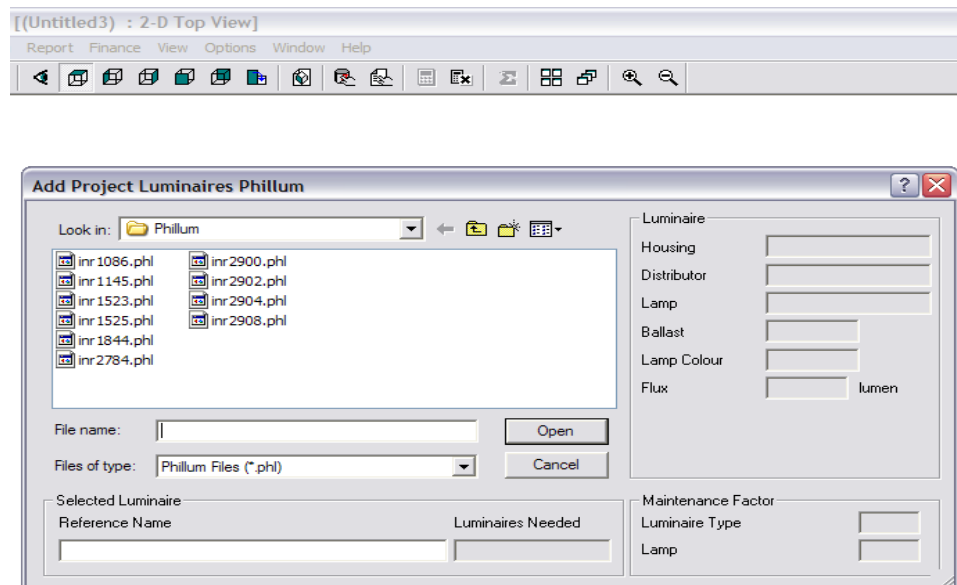 [(Untitled3) : 2-D Top View]
Report Finance View Options Window Help
Add Project Luminaires Phillum
Look in: Phillum
inr1086.phl inr2900.phl
inr1145.phl inr2902.phl
inr1523.phl inr2904.phl
inr1525.phl inr2908.phl
inr1844.phl
inr2784.phl
File name:
Open
Files of type: Phillum Files (*.phl)
Cancel
Luminaire
Housing
Distributor
Lamp
Ballast
Lamp Colour
Flux lumen
Selected Luminaire
Reference Name Luminaires Needed
Maintenance Factor
Luminaire Type
Lamp